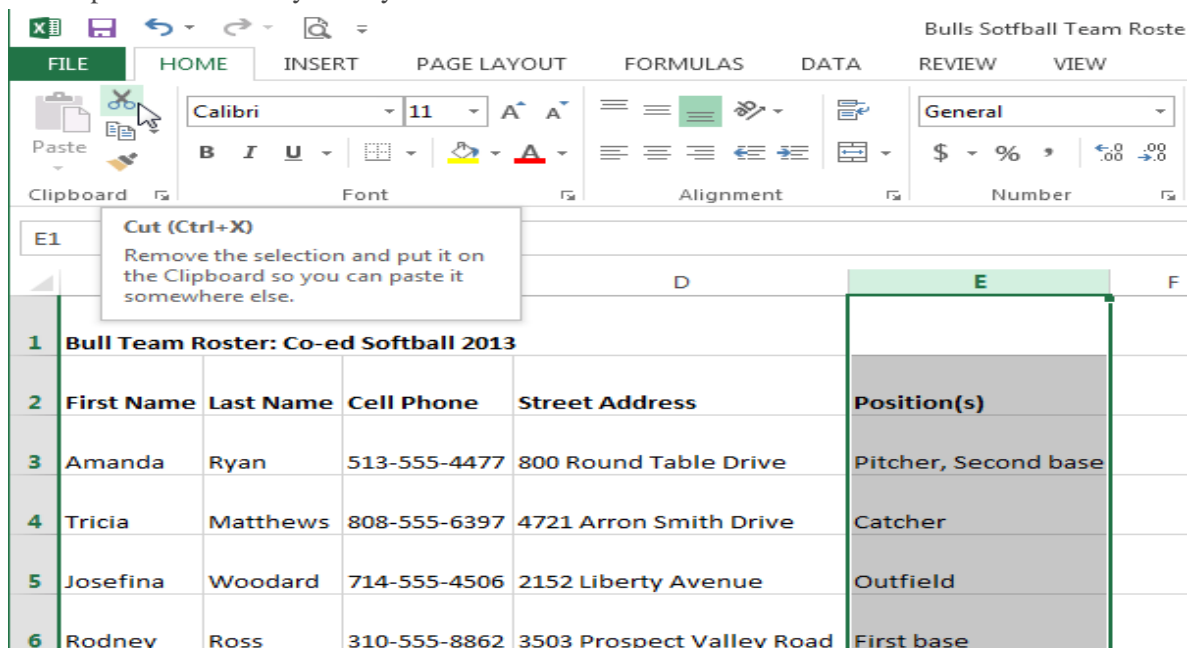 Bulls Sotfball Team Roste
FILE HOME INSERT PAGE LAYOUT FORMULAS DATA REVIEW VIEW
Calibri 11 A A General
Paste B I U A $ % , .00 .0
Clipboard Font Alignment Number
E1
Cut (Ctrl+X)
Remove the selection and put it on
the Clipboard so you can paste it
somewhere else.
D E F
1 Bull Team Roster: Co-ed Softball 2013
2 First Name Last Name Cell Phone Street Address Position(s)
3 Amanda Ryan 513-555-4477 800 Round Table Drive Pitcher, Second base
4 Tricia Matthews 808-555-6397 4721 Arron Smith Drive Catcher
5 Josefina Woodard 714-555-4506 2152 Liberty Avenue Outfield
6 Rodney Ross 310-555-8862 3503 Prospect Valley Road First base